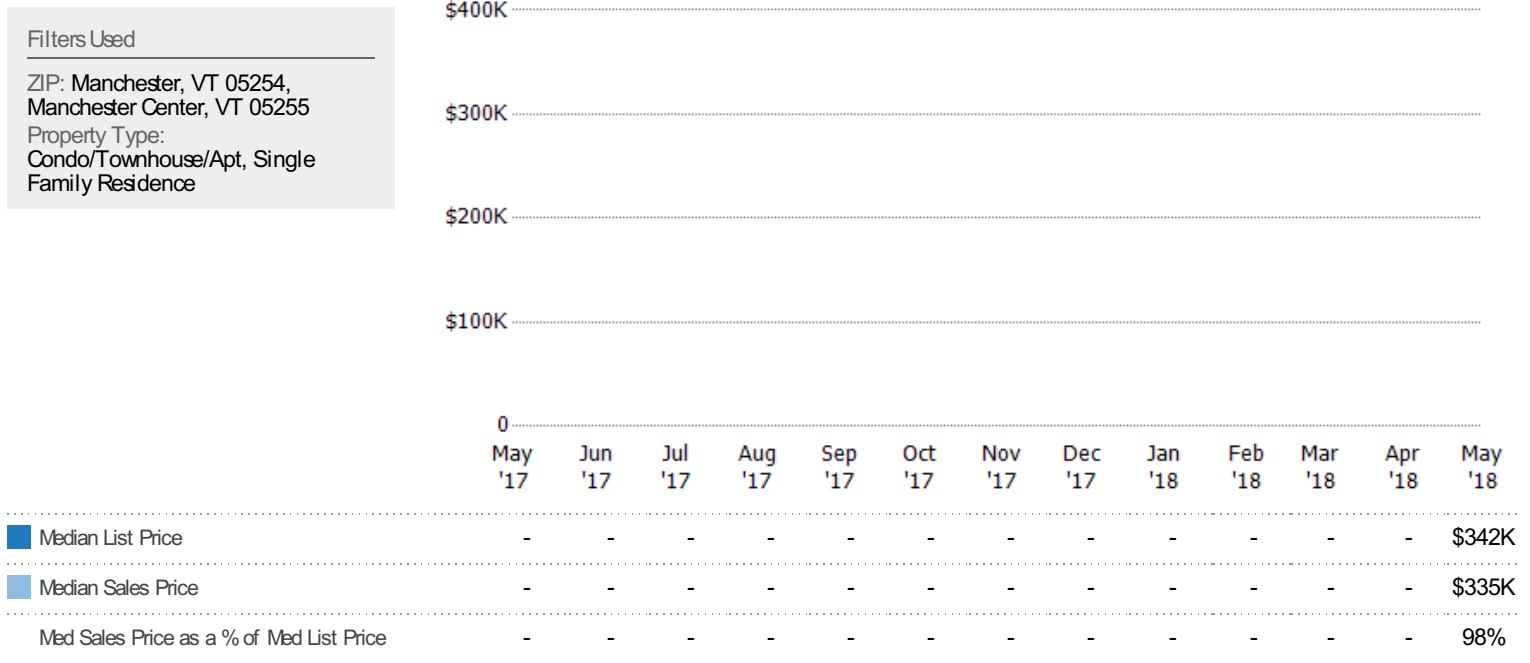 Filters Used
ZIP: Manchester, VT 05254,
Manchester Center, VT 05255
Property Type:
Condo/Townhouse/Apt, Single
Family Residence
$400K
$300K
$200K
$100K
0
May Jun Jul Aug Sep Oct Nov Dec Jan Feb Mar Apr May
'17 '17 '17 '17 '17 '17 '17 '17 '18 '18 '18 '18 '18
Median List Price - - - - - - - - - - - - $342K
Median Sales Price - - - - - - - - - - - - $335K
Med Sales Price as a % of Med List Price - - - - - - - - - - - - 98%